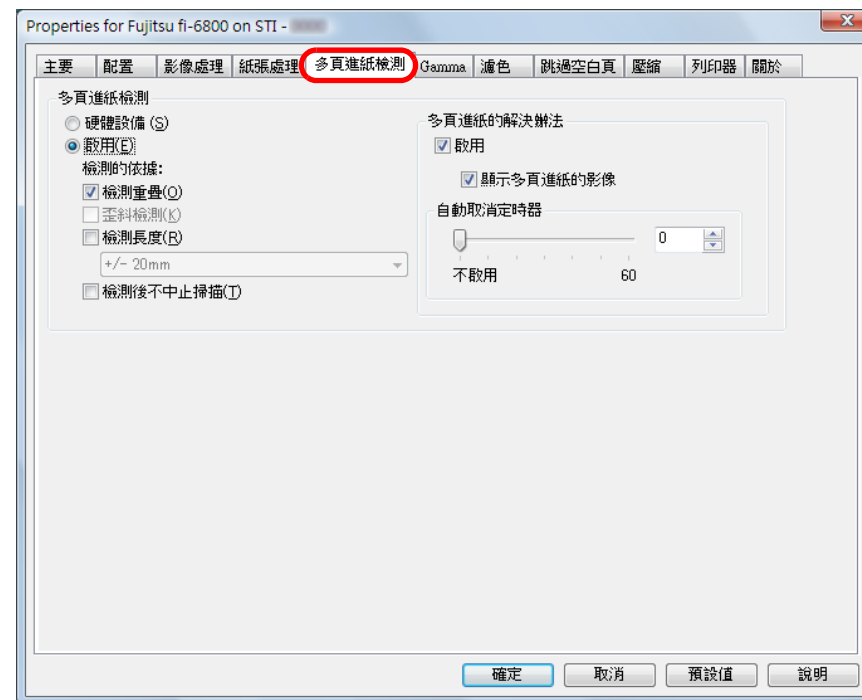 Properties for Fujitsu fi-6800 on STI -
主要 配置 影像處理 紙張處理 多頁進紙檢測 Gamma 濾色 跳過空白頁 壓縮 列印器 關於
多頁進紙檢測
硬體設備 (S)
啟用(E)
檢測的依據:
檢測重疊(O)
歪斜檢測(K)
檢測長度(R)
+/- 20mm
檢測後不中止掃描(T)
多頁進紙的解決辦法
啟用
顯示多頁進紙的影像
自動取消定時器
0
不啟用 60
確定 取消 預設值 說明